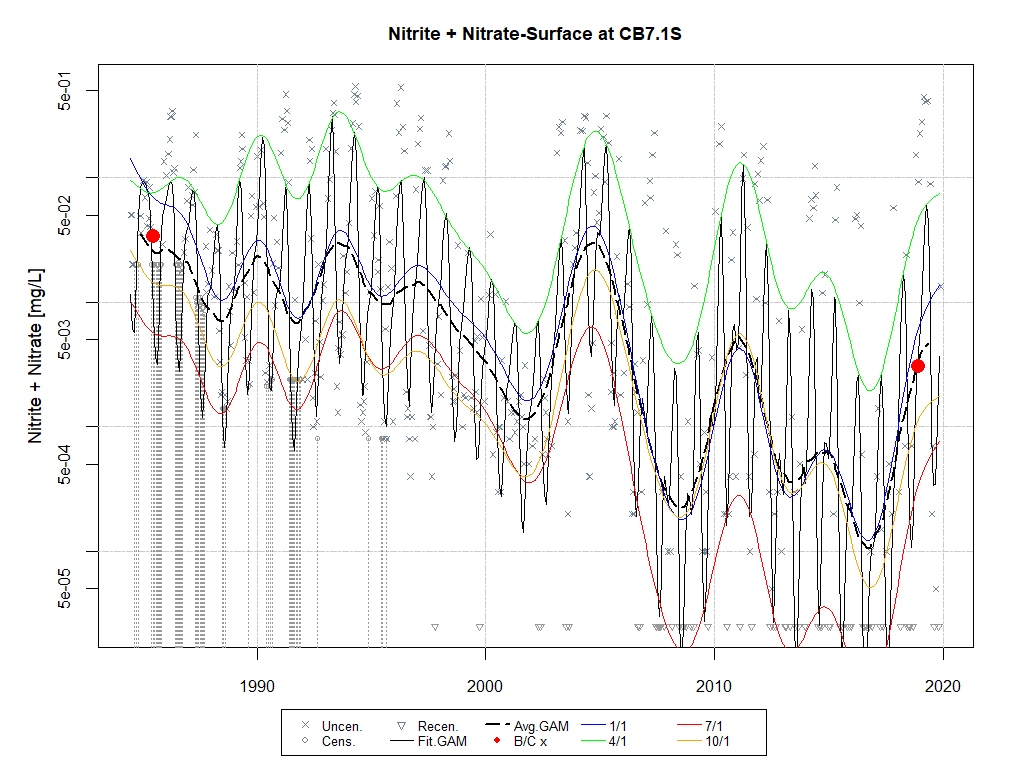 Nitrite + Nitrate-Surface at CB7.1S
Nitrite + Nitrate [mg/L]
5e-01
5e-02
5e-03
5e-04
5e-05
1990 2000 2010 2020
Uncen. Recen. Avg.GAM 1/1 7/1
Cens. Fit.GAM B/C x 4/1 10/1